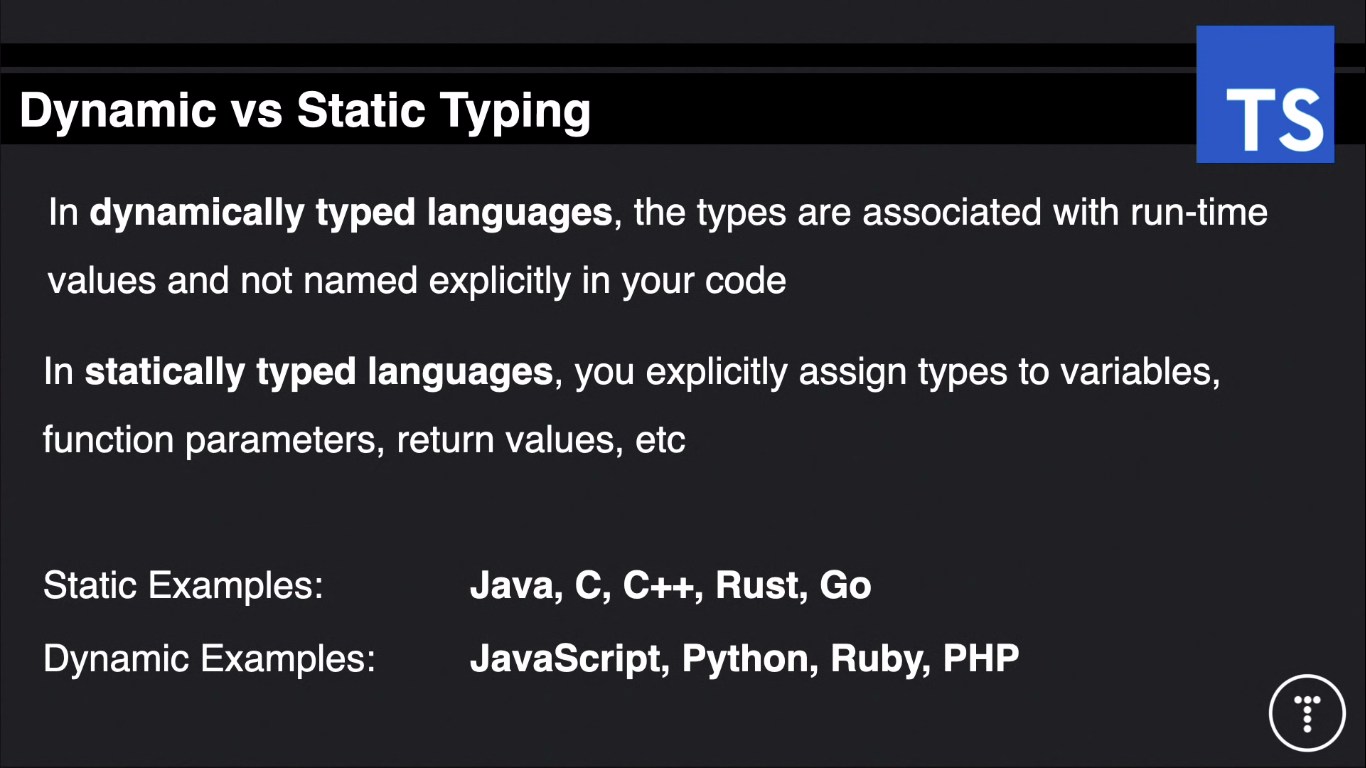 TS
Dynamic vs Static Typing
In dynamically typed languages, the types are associated with run-time
values and not named explicitly in your code
In statically typed languages, you explicitly assign types to variables,
function parameters, return values, etc
Static Examples: Java, C, C++, Rust, Go
Dynamic Examples: JavaScript, Python, Ruby, PHP
T